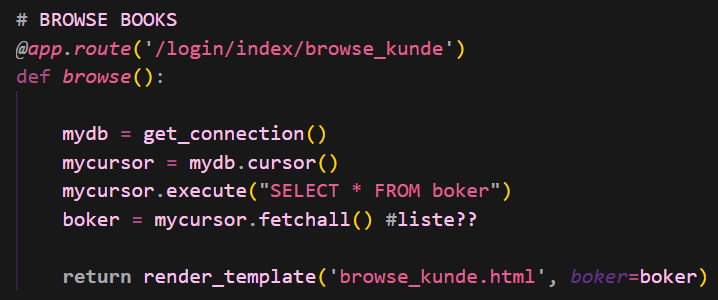 # BROWSE BOOKS
@app.route('/login/index/browse_kunde')
def browse():
mydb = get_connection()
mycursor = mydb.cursor()
mycursor.execute("SELECT * FROM boker")
boker = mycursor.fetchall() #liste??
return render_template('browse_kunde.html', boker=boker)